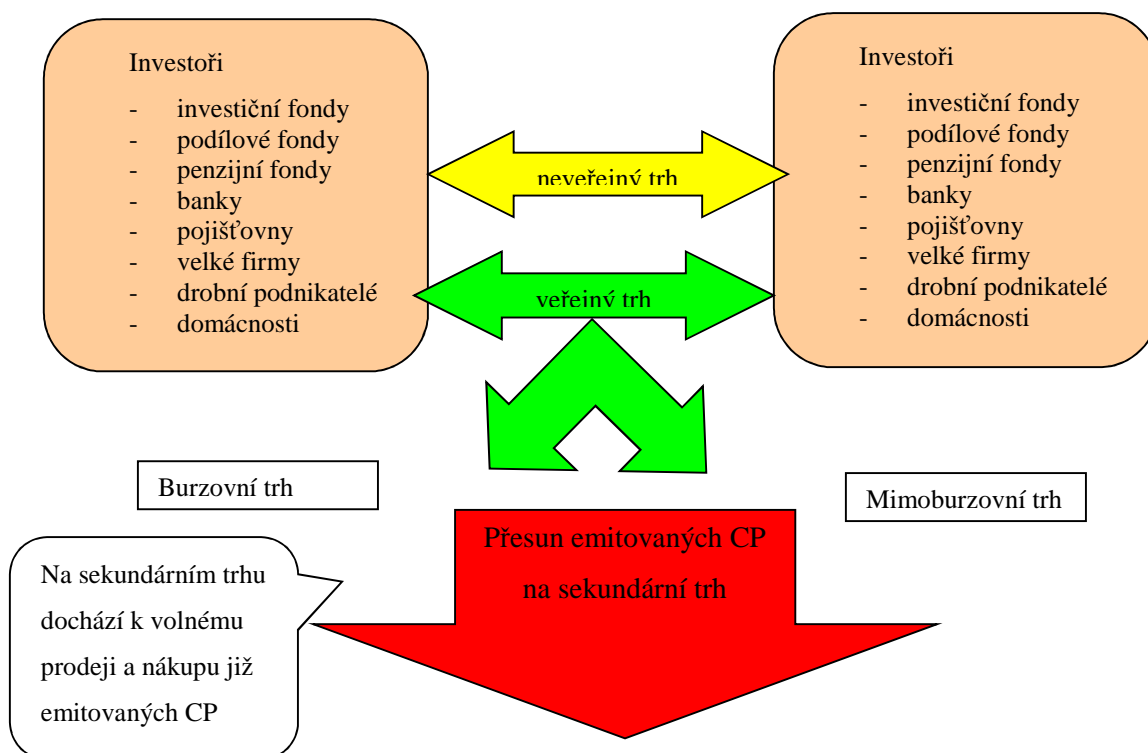 Investoři
- investiční fondy
- podílové fondy
- penzijní fondy
- banky
- pojišťovny
- velké firmy
- drobní podnikatelé
- domácnosti
Investoři
- investiční fondy
- podílové fondy
- penzijní fondy
- banky
- pojišťovny
- velké firmy
- drobní podnikatelé
- domácnosti
neveřejný trh
veřejný trh
Burzovní trh
Mimoburzovní trh
Přesun emitovaných CP
na sekundární trh
Na sekundárním trhu
dochází k volnému
prodeji a nákupu již
emitovaných CP